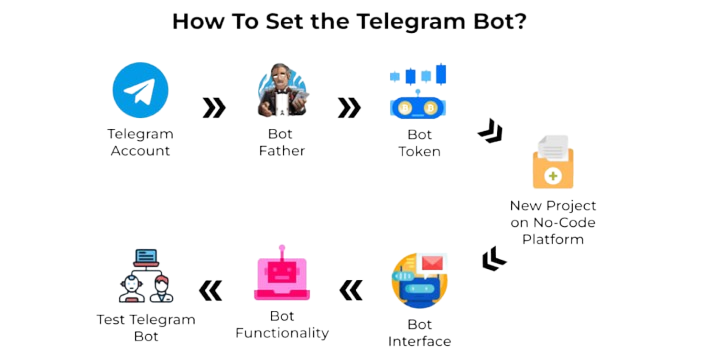 How To Set the Telegram Bot?
Telegram
Account
Bot
Father
Bot
Token
New Project
on No-Code
Platform
Bot
Interface
Bot
Functionality
Test Telegram
Bot